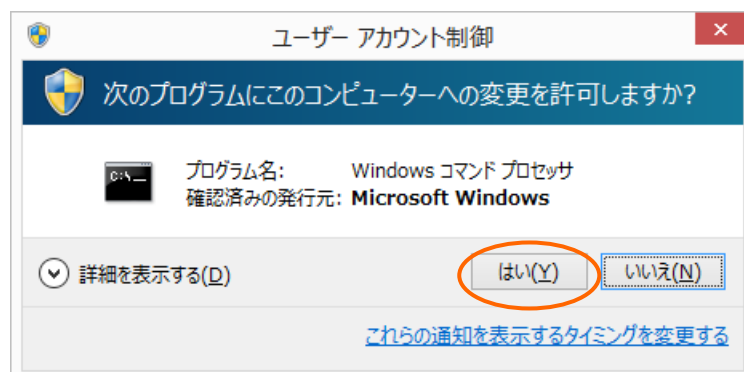 ユーザー アカウント制御
次のプログラムにこのコンピューターへの変更を許可しますか?
C:\
プログラム名: Windows コマンド プロセッサ
確認済みの発行元: Microsoft Windows
詳細を表示する(D) はい(Y) いいえ(N)
これらの通知を表示するタイミングを変更する